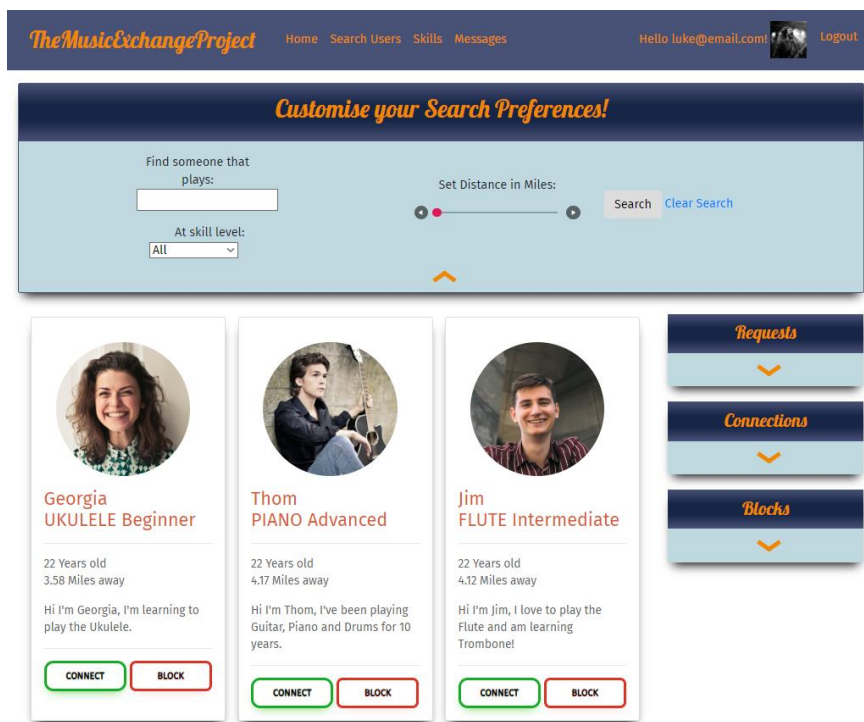 TheMusicExchangeProject Home Search Users Skills Messages Hello luke@email.com! Logout
Customise your Search Preferences!
Find someone that
plays:
Set Distance in Miles:
Search Clear Search
At skill level:
All
Georgia
UKULELE Beginner
22 Years old
3.58 Miles away
Hi I'm Georgia, I'm learning to
play the Ukulele.
CONNECT BLOCK
Thom
PIANO Advanced
22 Years old
4.17 Miles away
Hi I'm Thom, I've been playing
Guitar, Piano and Drums for 10
years.
CONNECT BLOCK
Jim
FLUTE Intermediate
22 Years old
4.12 Miles away
Hi I'm Jim, I love to play the
Flute and am learning
Trombone!
CONNECT BLOCK
Requests
Connections
Blocks